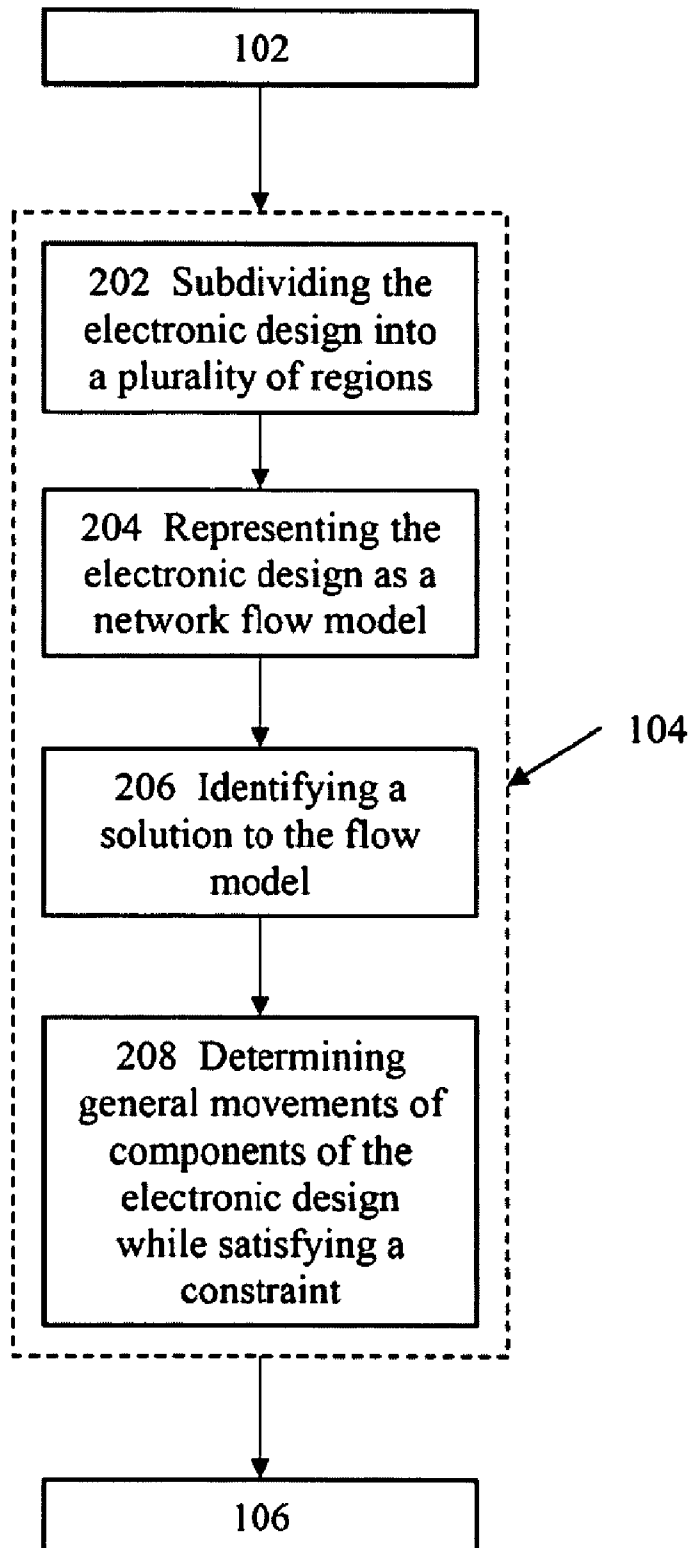 102
202 Subdividing the
electronic design into
a plurality of regions
204 Representing the
electronic design as a
network flow model
104
206 Identifying a
solution to the flow
model
208 Determining
general movements of
components of the
electronic design
while satisfying a
constraint
106